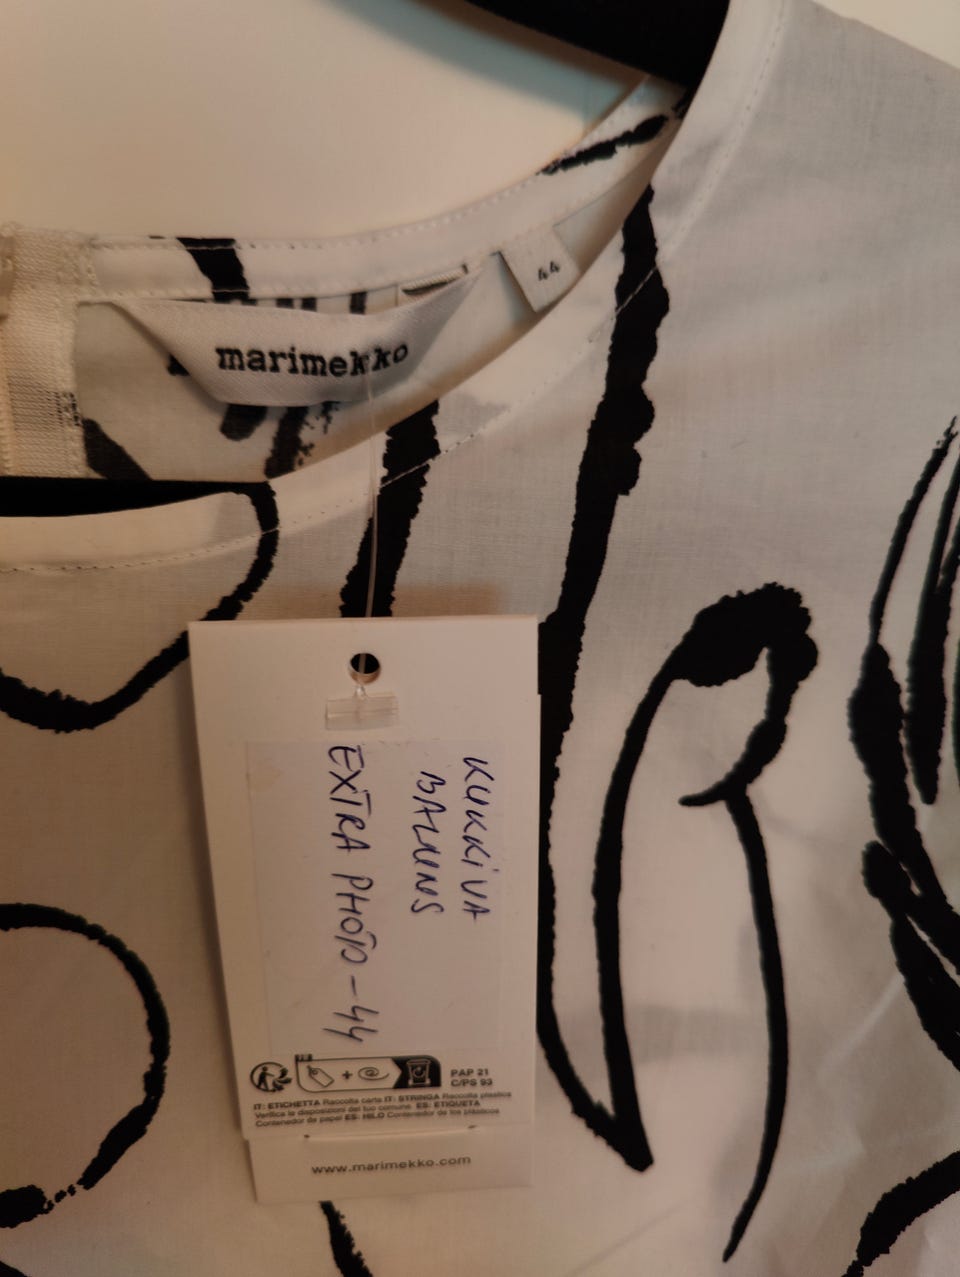 marimekko
44
KUKKIVA
BALUNS
EXTRA PHOTO - 44
FR
+
PAP 21
C/PS 93
IT: ETICHETTA Raccolta carta IT: STRINGA Raccolta plastica
Verifica le disposizioni del tuo comune ES: ETIQUETA
Contenedor de papel ES: HILO Contenedor de los plásticos
www.marimekko.com